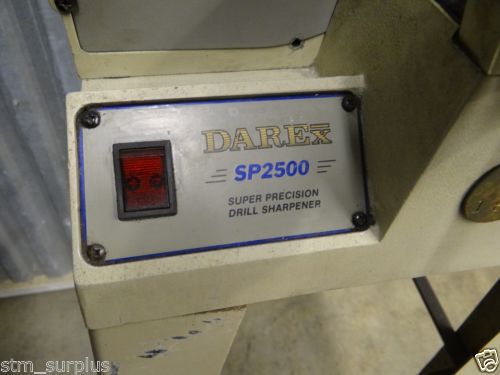 DAREX
SP2500
SUPER PRECISION
DRILL SHARPENER
stm_surplus